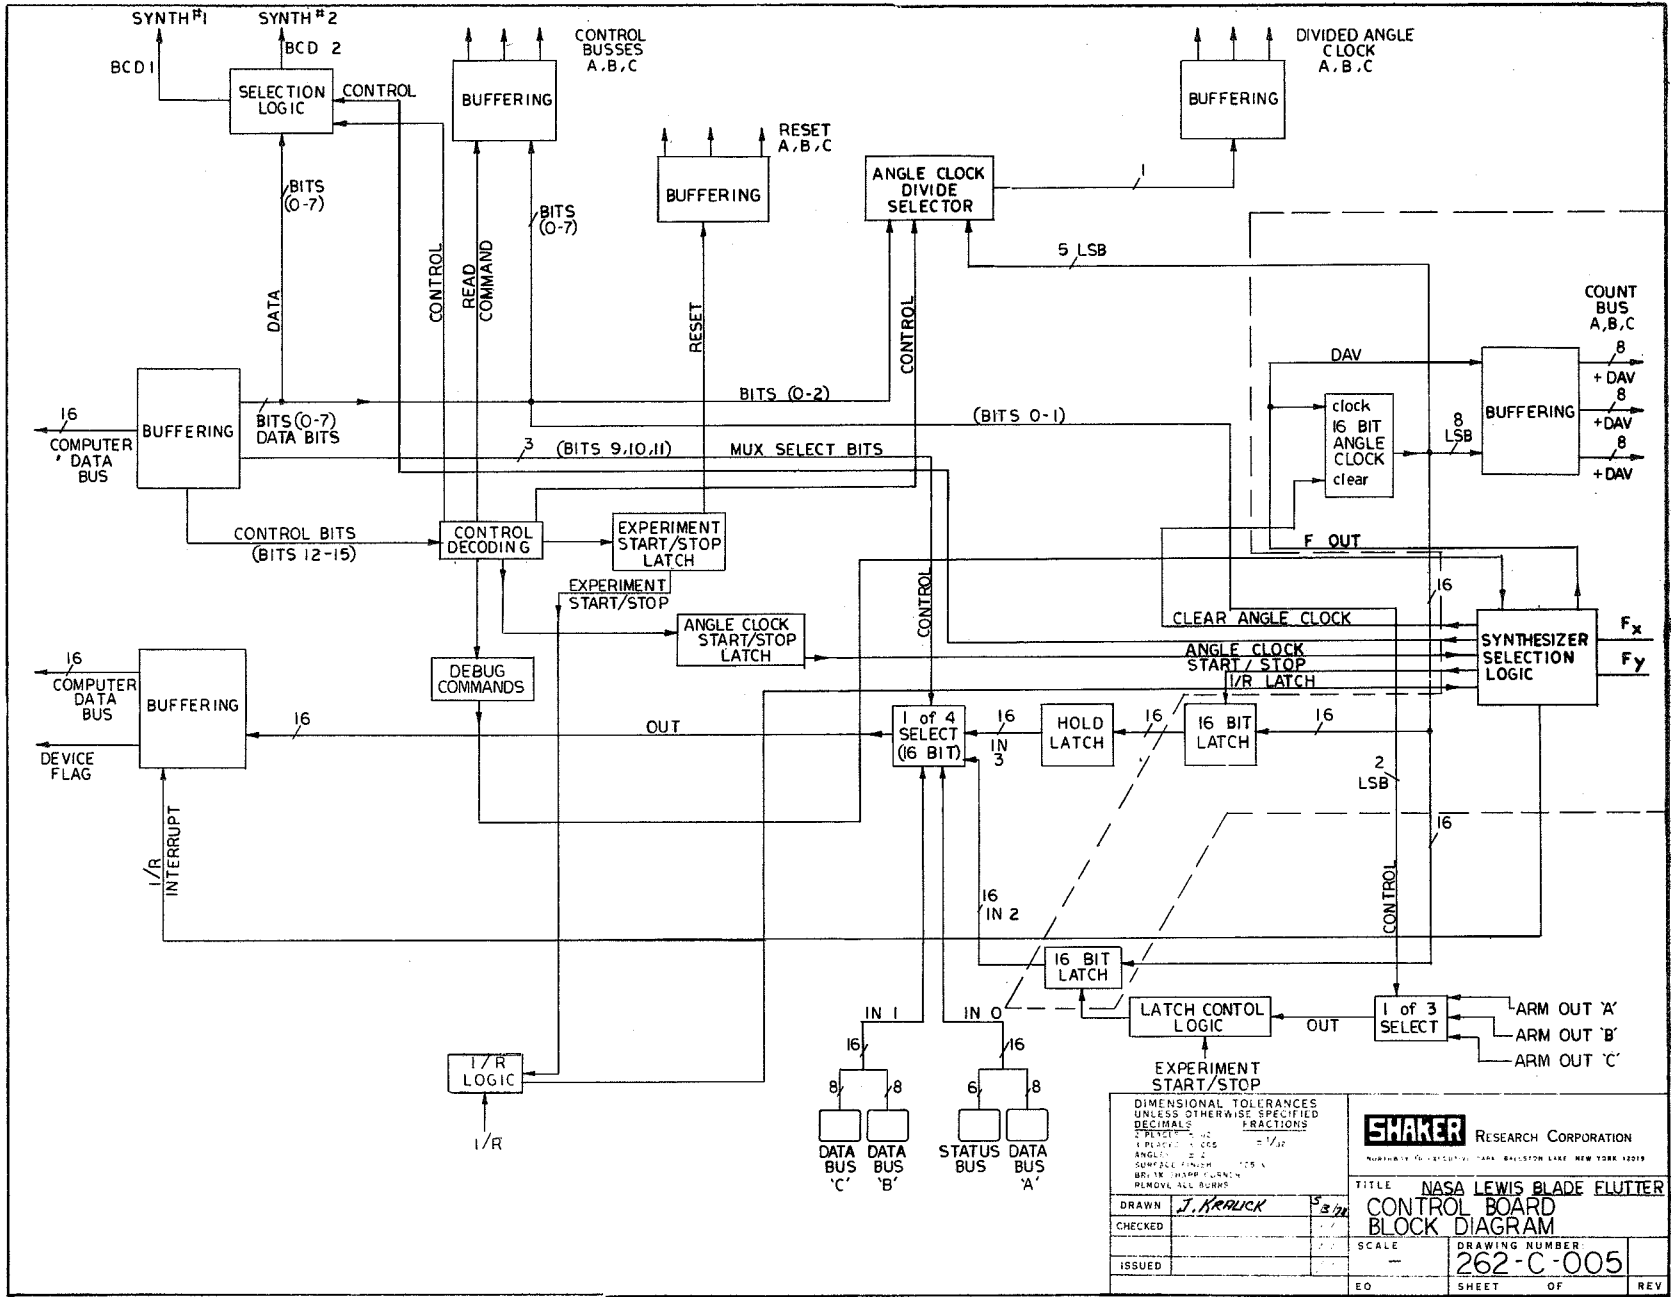 SYNTH #1
SYNTH #2
BCD 1
BCD 2
SELECTION
LOGIC
CONTROL
CONTROL
BUSSES
A,B,C
BUFFERING
RESET
A,B,C
BUFFERING
DIVIDED ANGLE
CLOCK
A,B,C
BUFFERING
ANGLE CLOCK
DIVIDE
SELECTOR
1
BITS
(0-7)
BITS
(0-7)
DATA
CONTROL
READ
COMMAND
RESET
CONTROL
5 LSB
COUNT
BUS
A,B,C
8
+ DAV
8
+DAV
8
+DAV
DAV
BUFFERING
clock
16 BIT
ANGLE
CLOCK
clear
8
LSB
BUFFERING
16
COMPUTER
DATA
BUS
BITS (0-7)
DATA BITS
BITS (0-2)
(BITS 0-1)
3
(BITS 9,10,11)
MUX SELECT BITS
CONTROL BITS
(BITS 12-15)
CONTROL
DECODING
EXPERIMENT
START/STOP
LATCH
EXPERIMENT
START/STOP
ANGLE CLOCK
START/STOP
LATCH
CONTROL
F OUT
16
CLEAR ANGLE CLOCK
ANGLE CLOCK
START / STOP
I/R LATCH
SYNTHESIZER
SELECTION
LOGIC
Fx
Fy
16
COMPUTER
DATA
BUS
BUFFERING
DEVICE
FLAG
DEBUG
COMMANDS
16
OUT
1 of 4
SELECT
(16 BIT)
16
IN
3
HOLD
LATCH
16
16 BIT
LATCH
16
2
LSB
16
I/R
INTERRUPT
CONTROL
16
IN 2
16 BIT
LATCH
IN 1
IN 0
16
16
8
8
6
8
DATA
BUS
'C'
DATA
BUS
'B'
STATUS
BUS
DATA
BUS
'A'
LATCH CONTOL
LOGIC
OUT
1 of 3
SELECT
ARM OUT 'A'
ARM OUT 'B'
ARM OUT 'C'
EXPERIMENT
START/STOP
I/R
LOGIC
I/R
DIMENSIONAL TOLERANCES
UNLESS OTHERWISE SPECIFIED
DECIMALS FRACTIONS
REMOVE ALL BURRS
SHAKER RESEARCH CORPORATION
BALLSTON LAKE NEW YORK 12019
TITLE NASA LEWIS BLADE FLUTTER
CONTROL BOARD
BLOCK DIAGRAM
DRAWN J. KRALICK
CHECKED
ISSUED
SCALE
-
DRAWING NUMBER
262-C-005
EO SHEET OF REV